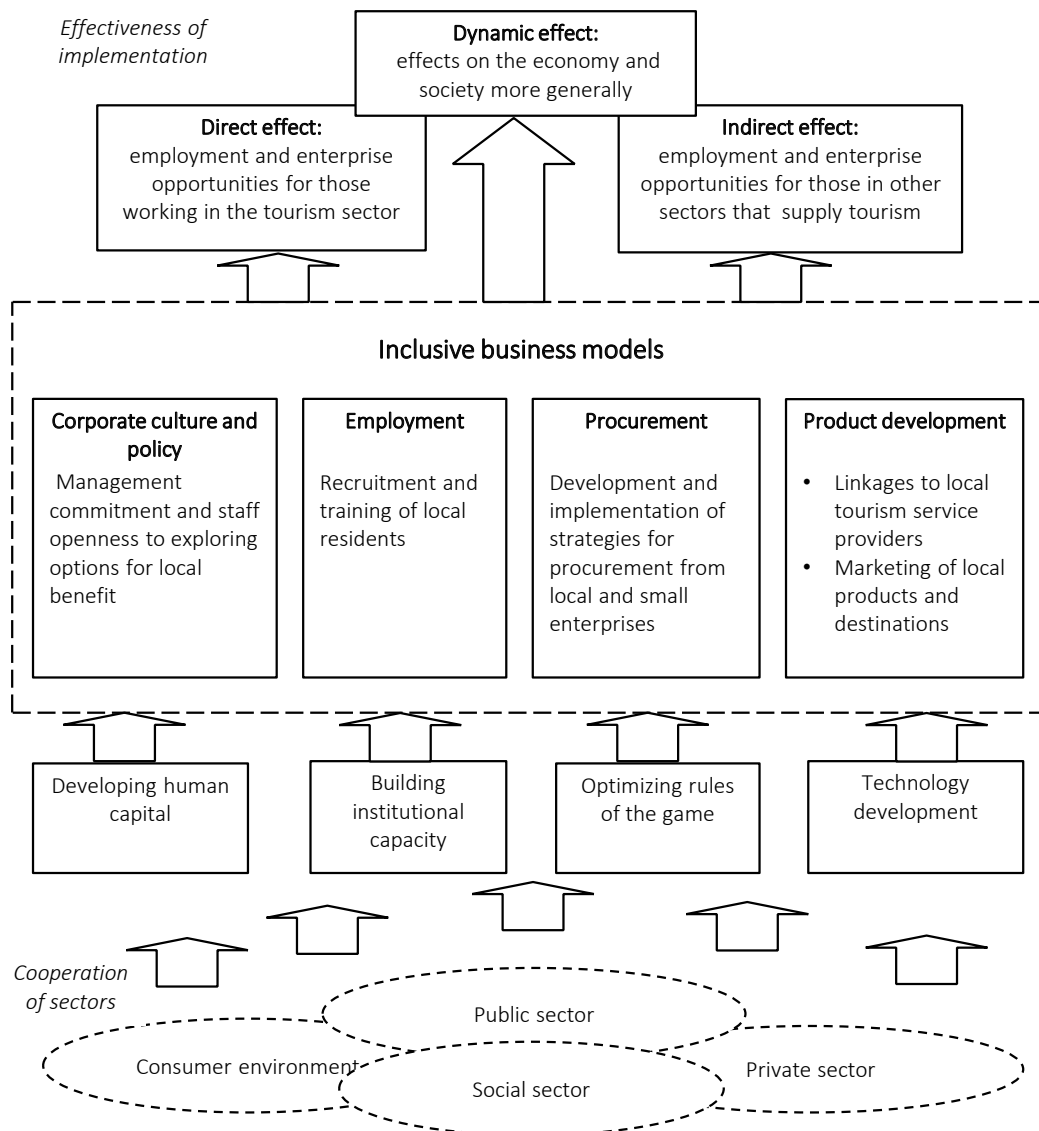 Effectiveness of
implementation
Dynamic effect:
effects on the economy and
society more generally
Direct effect:
employment and enterprise
opportunities for those
working in the tourism sector
Indirect effect:
employment and enterprise
opportunities for those in other
sectors that supply tourism
Inclusive business models
Corporate culture and
policy
Management
commitment and staff
openness to exploring
options for local
benefit
Employment
Recruitment and
training of local
residents
Procurement
Development and
implementation of
strategies for
procurement from
local and small
enterprises
Product development
• Linkages to local
tourism service
providers
• Marketing of local
products and
destinations
Developing human
capital
Building
institutional
capacity
Optimizing rules
of the game
Technology
development
Cooperation
of sectors
Public sector
Consumer environment
Private sector
Social sector